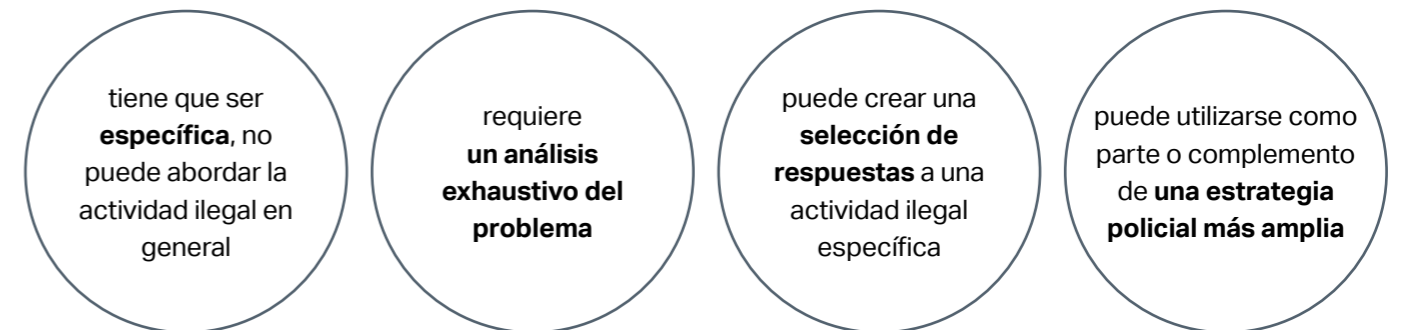 tiene que ser
específica, no
puede abordar la
actividad ilegal en
general
requiere
un análisis
exhaustivo del
problema
puede crear una
selección de
respuestas a una
actividad ilegal
específica
puede utilizarse como
parte o complemento
de una estrategia
policial más amplia